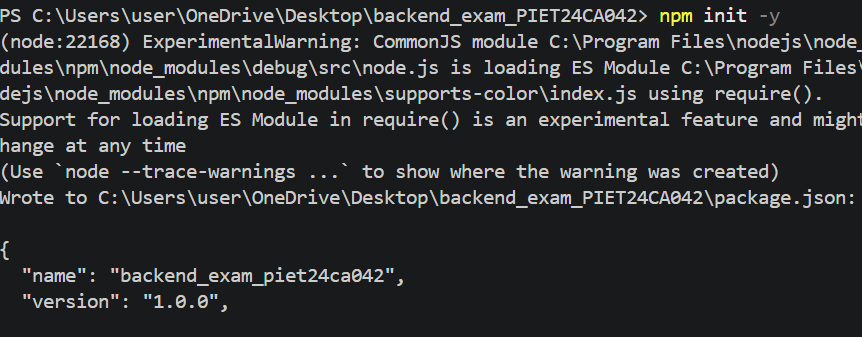 PS C:\Users\user\OneDrive\Desktop\backend_exam_PIET24CA042> npm init -y
(node:22168) ExperimentalWarning: CommonJS module C:\Program Files\nodejs\node_
dules\npm\node_modules\debug\src\node.js is loading ES Module C:\Program Files\
dejs\node_modules\npm\node_modules\supports-color\index.js using require().
Support for loading ES Module in require() is an experimental feature and might
hange at any time
(Use `node --trace-warnings ...` to show where the warning was created)
Wrote to C:\Users\user\OneDrive\Desktop\backend_exam_PIET24CA042\package.json:
{
"name": "backend_exam_piet24ca042",
"version": "1.0.0",